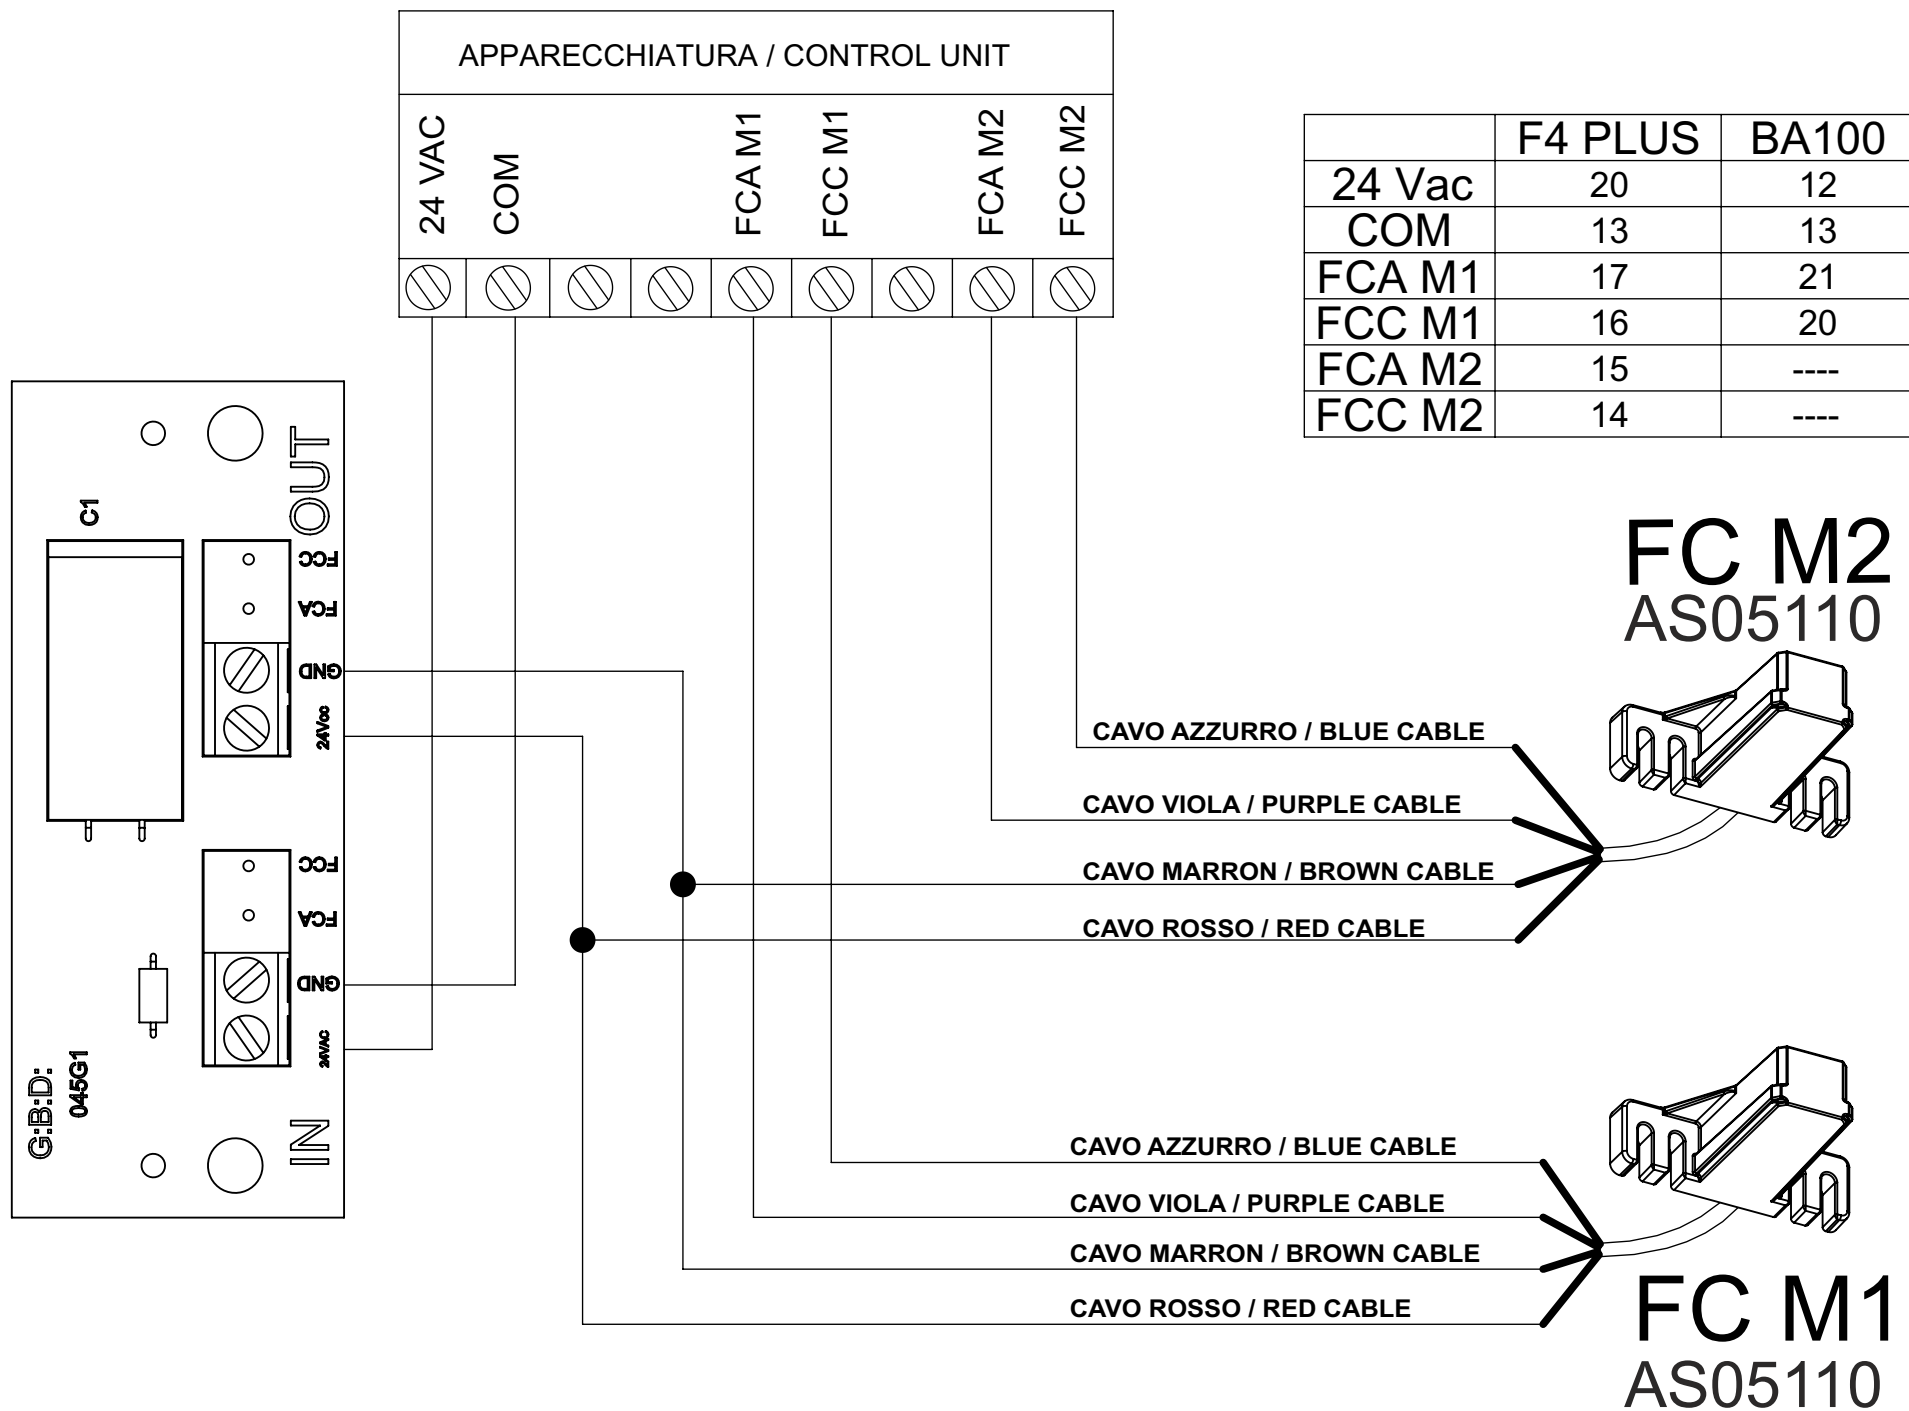 APPARECCHIATURA / CONTROL UNIT
24 VAC
COM
FCA M1
FCC M1
FCA M2
FCC M2
F4 PLUS BA100
24 Vac 20 12
COM 13 13
FCA M1 17 21
FCC M1 16 20
FCA M2 15 ----
FCC M2 14 ----
OUT
C1
FCC
FCA
GND
24Vcc
FCC
FCA
GND
24VAC
G:B:D:
045G1
IN
FC M2
AS05110
CAVO AZZURRO / BLUE CABLE
CAVO VIOLA / PURPLE CABLE
CAVO MARRON / BROWN CABLE
CAVO ROSSO / RED CABLE
CAVO AZZURRO / BLUE CABLE
CAVO VIOLA / PURPLE CABLE
CAVO MARRON / BROWN CABLE
CAVO ROSSO / RED CABLE
FC M1
AS05110